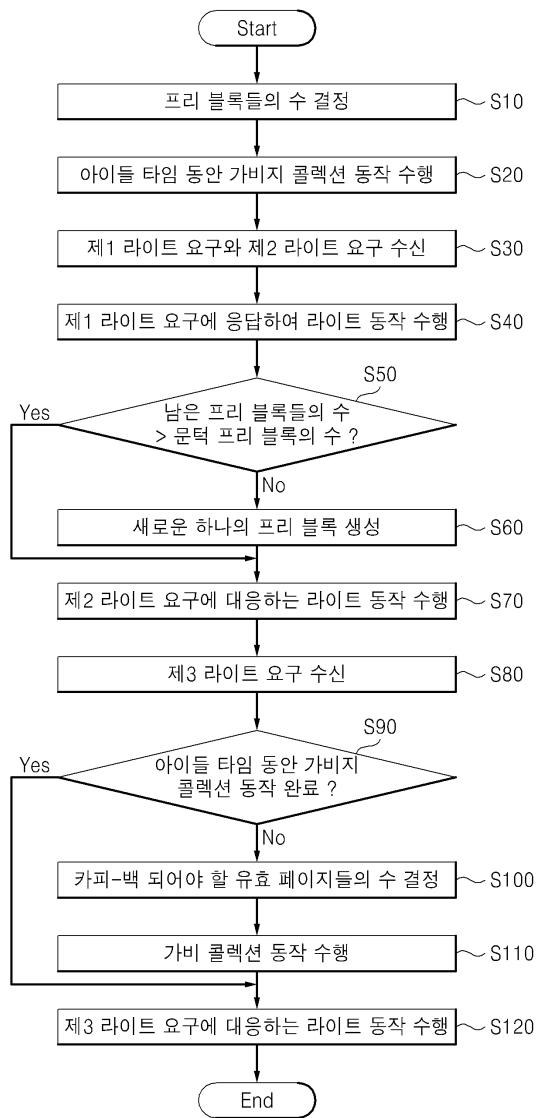 Start
프리 블록들의 수 결정
S10
아이들 타임 동안 가비지 콜렉션 동작 수행
S20
제1 라이트 요구와 제2 라이트 요구 수신
S30
제1 라이트 요구에 응답하여 라이트 동작 수행
S40
S50
남은 프리 블록들의 수
> 문턱 프리 블록의 수 ?
Yes
No
새로운 하나의 프리 블록 생성
S60
제2 라이트 요구에 대응하는 라이트 동작 수행
S70
제3 라이트 요구 수신
S80
S90
아이들 타임 동안 가비지
콜렉션 동작 완료 ?
Yes
No
카피-백 되어야 할 유효 페이지들의 수 결정
S100
가비 콜렉션 동작 수행
S110
제3 라이트 요구에 대응하는 라이트 동작 수행
S120
End